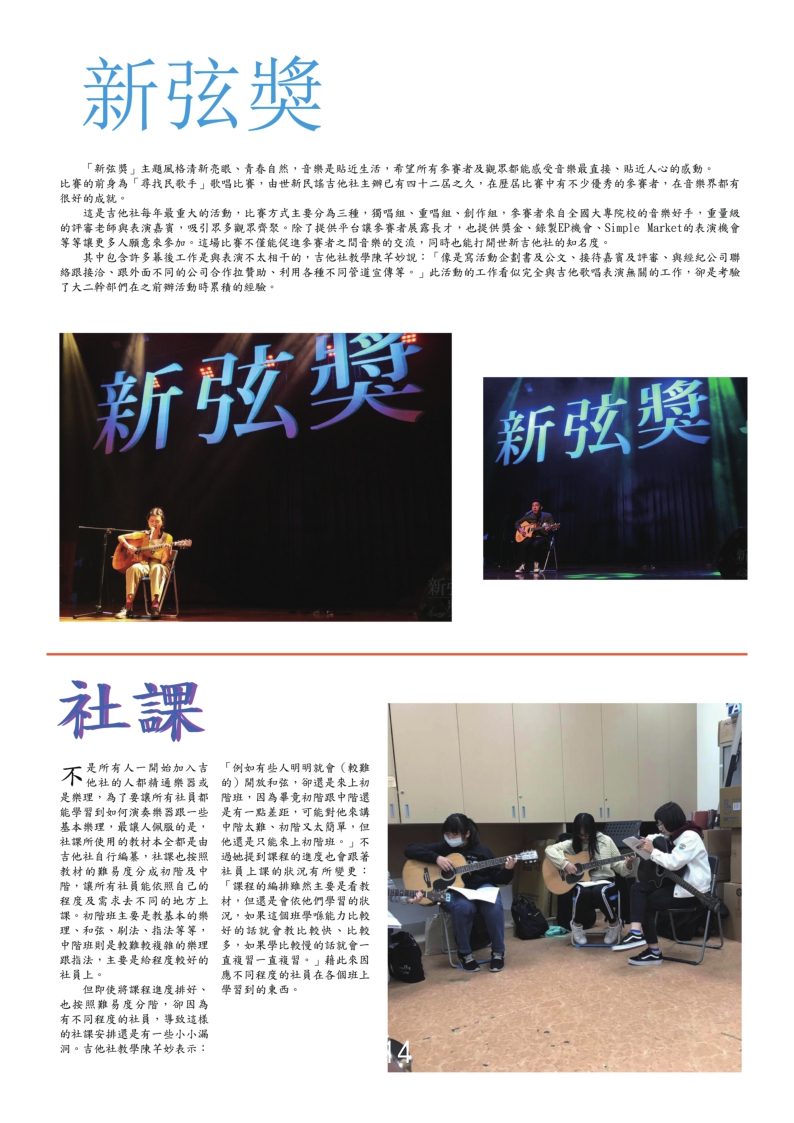 新弦獎
「新弦獎」主題風格清新亮眼、青春自然，音樂是貼近生活，希望所有參賽者及觀眾都能感受音樂最直接、貼近人心的感動。
比賽的前身為「尋找民歌手」歌唱比賽，由世新民謠吉他社主辦已有四十二屆之久，在歷屆比賽中有不少優秀的參賽者，在音樂界都有
很好的成就。
這是吉他社每年最重大的活動，比賽方式主要分為三種，獨唱組、重唱組、創作組，參賽者來自全國大專院校的音樂好手，重量級
的評審老師與表演嘉賓，吸引眾多觀眾齊聚。除了提供平台讓參賽者展露長才，也提供獎金、錄製EP機會、Simple Market的表演機會
等等讓更多人願意來參加。這場比賽不僅能促進參賽者之間音樂的交流，同時也能打開世新吉他社的知名度。
其中包含許多幕後工作是與表演不太相干的，吉他社教學陳芊妙說：「像是寫活動企劃書及公文、接待嘉賓及評審、與經紀公司聯
絡跟接洽、跟外面不同的公司合作拉贊助、利用各種不同管道宣傳等。」此活動的工作看似完全與吉他歌唱表演無關的工作，卻是考驗
了大二幹部們在之前辦活動時累積的經驗。
新弦獎
新弦獎
新弦
新
社課
不是所有人一開始加入吉
他社的人都精通樂器或
是樂理，為了要讓所有社員都
能學習到如何演奏樂器跟一些
基本樂理，最讓人佩服的是，
社課所使用的教材本全都是由
吉他社自行編纂，社課也按照
教材的難易度分成初階及中
階，讓所有社員能依照自己的
程度及需求去不同的地方上
課。初階班主要是教基本的樂
理、和弦、刷法、指法等等，
中階班則是較難較複雜的樂理
跟指法，主要是給程度較好的
社員上。
但即使將課程進度排好、
也按照難易度分階，卻因為
有不同程度的社員，導致這樣
的社課安排還是有一些小小漏
洞。吉他社教學陳芊妙表示：
「例如有些人明明就會（較難
的）開放和弦，卻還是來上初
階班，因為畢竟初階跟中階還
是有一點差距，可能對他來講
中階太難、初階又太簡單，但
他還是只能來上初階班。」不
過她提到課程的進度也會跟著
社員上課的狀況有所變更：
「課程的編排雖然主要是看教
材，但還是會依他們學習的狀
況，如果這個班學喺能力比較
好的話就會教比較快、比較
多，如果學比較慢的話就會一
直複習一直複習。」藉此來因
應不同程度的社員在各個班上
學習到的東西。
14